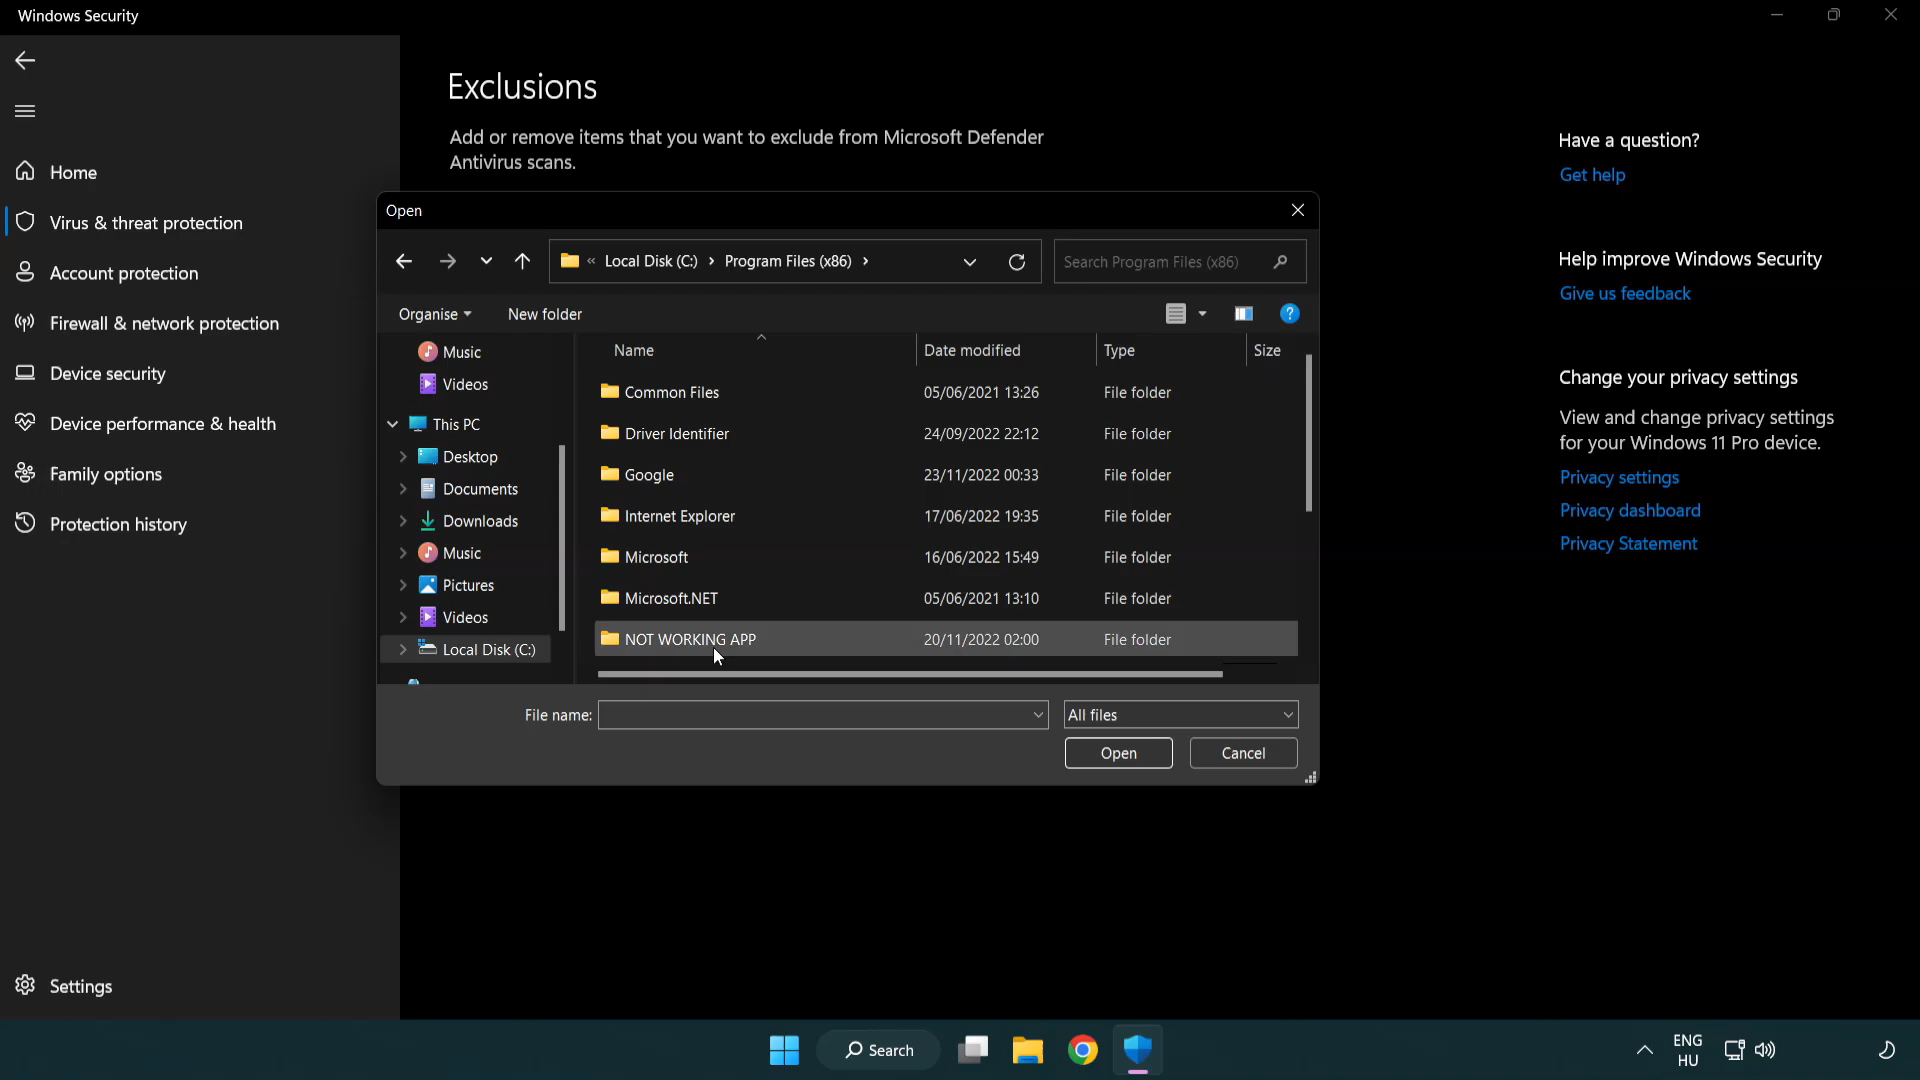 Windows Security
Home
Virus & threat protection
Account protection
Firewall & network protection
Device security
Device performance & health
Family options
Protection history
Settings
Exclusions
Add or remove items that you want to exclude from Microsoft Defender
Antivirus scans.
Open
« Local Disk (C:) › Program Files (x86) ›
Search Program Files (x86)
Organise
New folder
Music
Videos
This PC
Desktop
Documents
Downloads
Music
Pictures
Videos
Local Disk (C:)
Name Date modified Type Size
Common Files 05/06/2021 13:26 File folder
Driver Identifier 24/09/2022 22:12 File folder
Google 23/11/2022 00:33 File folder
Internet Explorer 17/06/2022 19:35 File folder
Microsoft 16/06/2022 15:49 File folder
Microsoft.NET 05/06/2021 13:10 File folder
NOT WORKING APP 20/11/2022 02:00 File folder
File name:
All files
Open
Cancel
Have a question?
Get help
Help improve Windows Security
Give us feedback
Change your privacy settings
View and change privacy settings
for your Windows 11 Pro device.
Privacy settings
Privacy dashboard
Privacy Statement
Search
ENG
HU